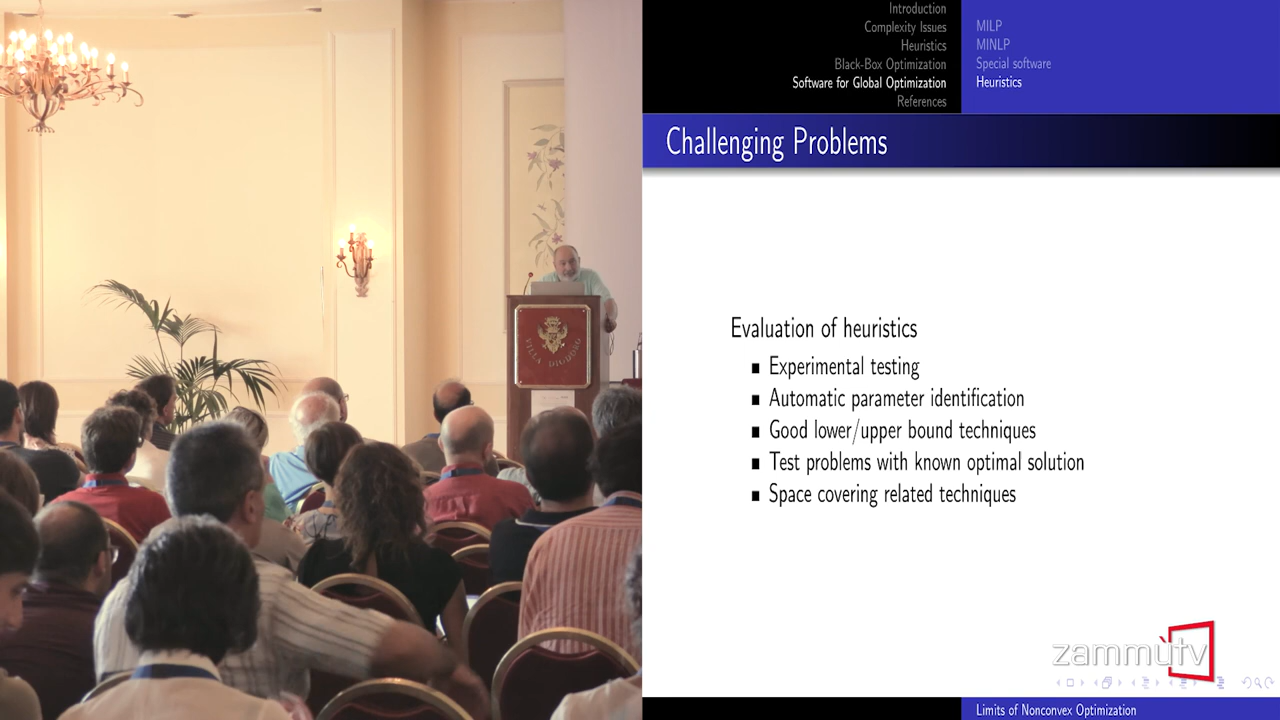 Introduction
Complexity Issues
Heuristics
Black-Box Optimization
Software for Global Optimization
References
MILP
MINLP
Special software
Heuristics
Challenging Problems
Evaluation of heuristics
Experimental testing
Automatic parameter identification
Good lower/upper bound techniques
Test problems with known optimal solution
Space covering related techniques
VILLA DIODORO
zammùtv
Limits of Nonconvex Optimization